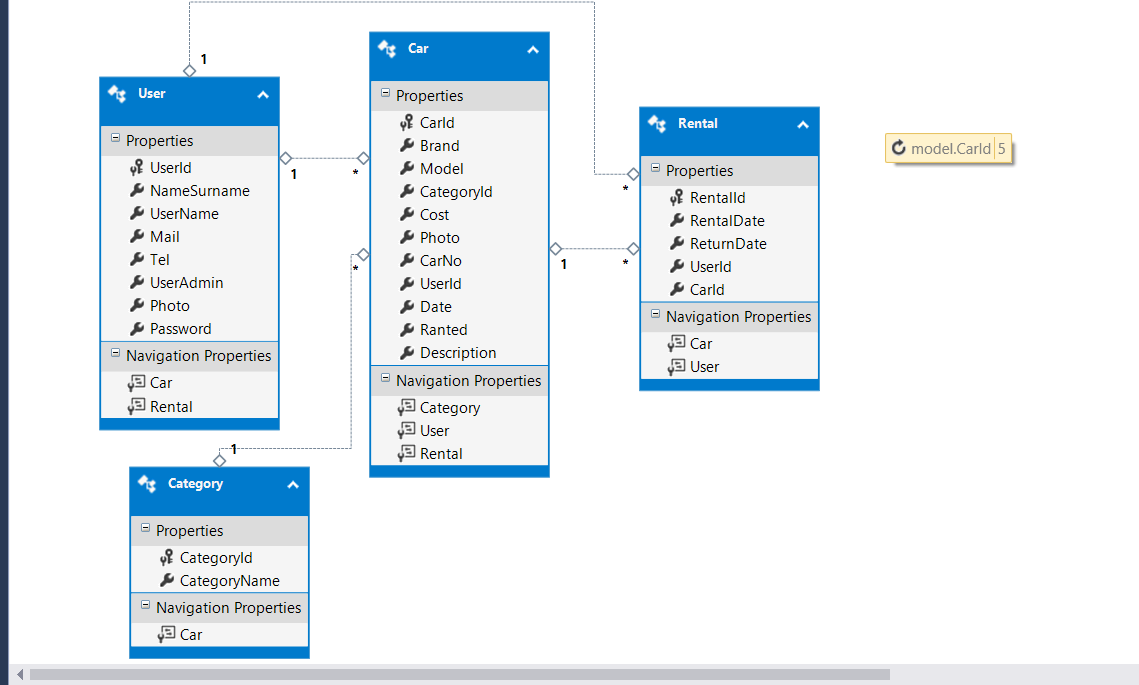 User
Properties
UserId
NameSurname
UserName
Mail
Tel
UserAdmin
Photo
Password
Navigation Properties
Car
Rental
1
1
*
Car
Properties
CarId
Brand
Model
CategoryId
Cost
Photo
CarNo
UserId
Date
Ranted
Description
Navigation Properties
Category
User
Rental
*
1
*
*
Rental
Properties
RentalId
RentalDate
ReturnDate
UserId
CarId
Navigation Properties
Car
User
model.CarId 5
1
Category
Properties
CategoryId
CategoryName
Navigation Properties
Car